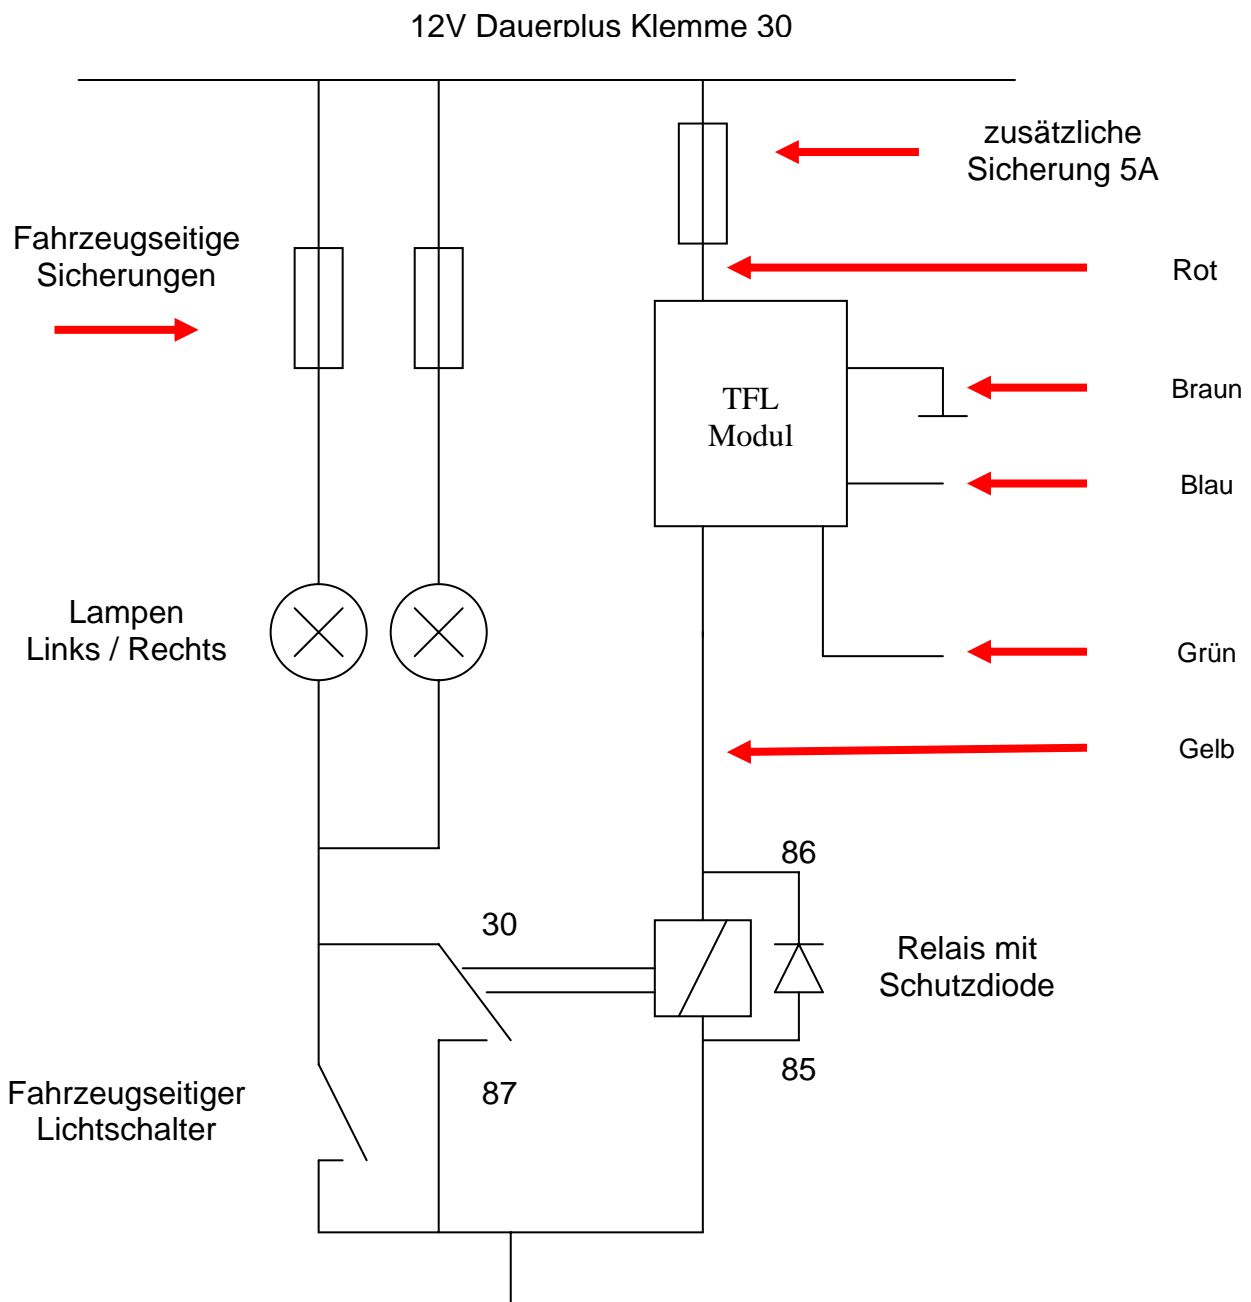 12V Dauerplus Klemme 30
zusätzliche
Sicherung 5A
Fahrzeugseitige
Sicherungen
Rot
TFL
Modul
Braun
Blau
Lampen
Links / Rechts
Grün
Gelb
86
30
Relais mit
Schutzdiode
85
87
Fahrzeugseitiger
Lichtschalter